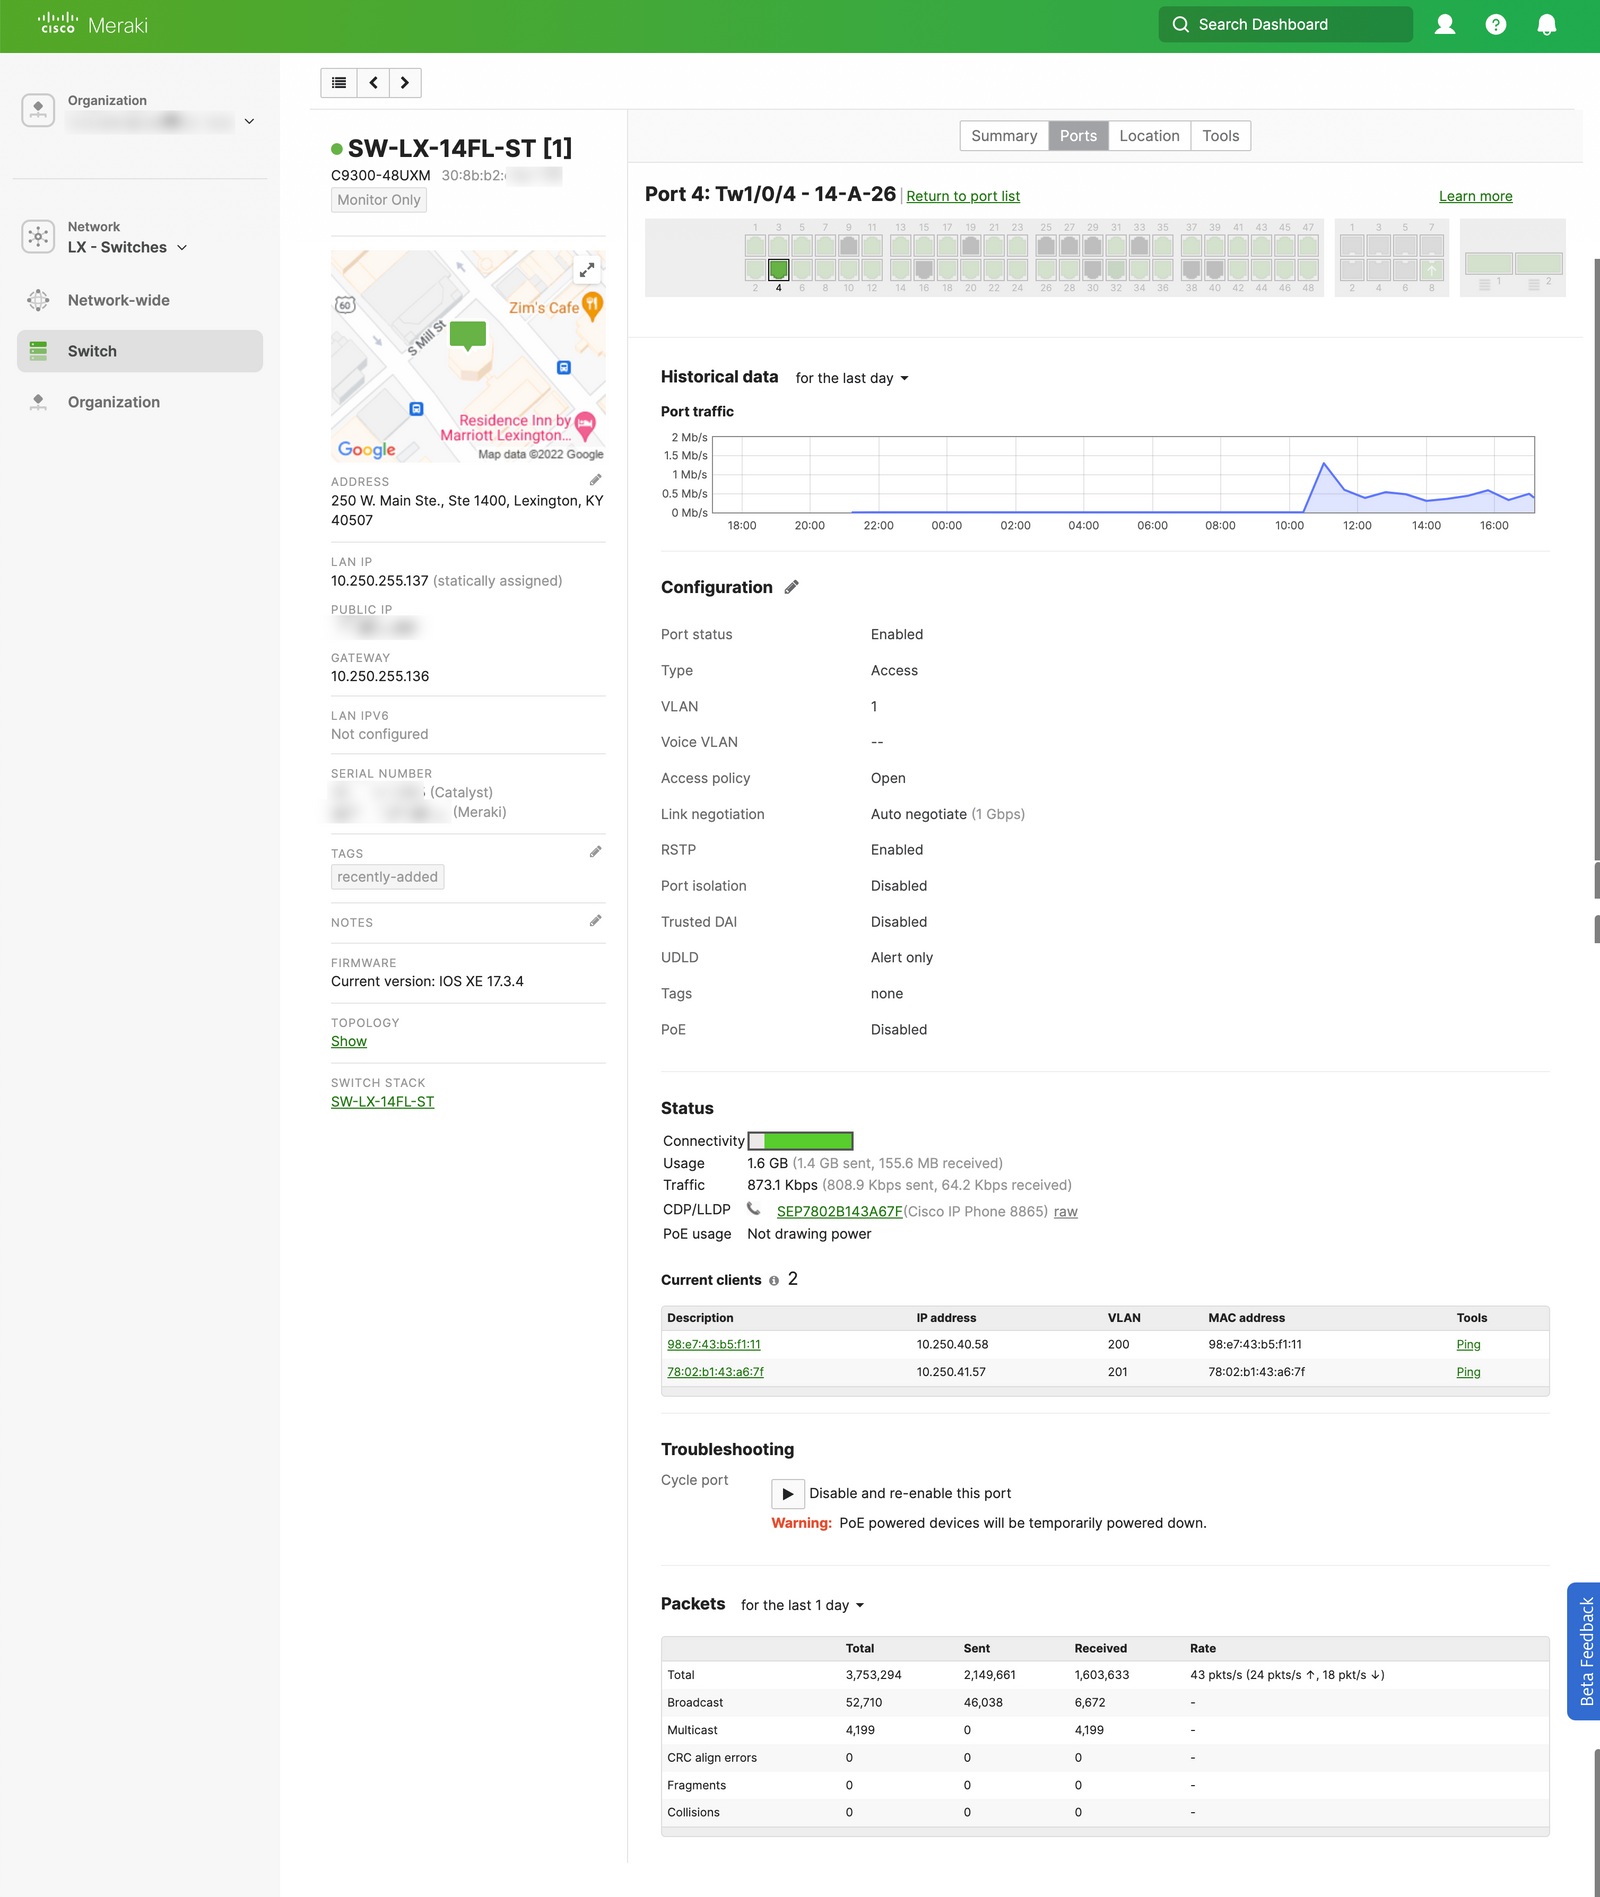 cisco Meraki
Search Dashboard
Organization
Network
LX - Switches
Network-wide
Switch
Organization
SW-LX-14FL-ST [1]
C9300-48UXM 30:8b:b2:
Monitor Only
60
Zim's Cafe
S Mill St
Residence Inn by
Marriott Lexington...
Google
Map data ©2022 Google
ADDRESS
250 W. Main Ste., Ste 1400, Lexington, KY
40507
LAN IP
10.250.255.137 (statically assigned)
PUBLIC IP
GATEWAY
10.250.255.136
LAN IPV6
Not configured
SERIAL NUMBER
(Catalyst)
(Meraki)
TAGS
recently-added
NOTES
FIRMWARE
Current version: IOS XE 17.3.4
TOPOLOGY
Show
SWITCH STACK
SW-LX-14FL-ST
Summary Ports Location Tools
Port 4: Tw1/0/4 - 14-A-26 | Return to port list Learn more
1 3 5 7 9 11 13 15 17 19 21 23 25 27 29 31 33 35 37 39 41 43 45 47 1 3 5 7
2 4 6 8 10 12 14 16 18 20 22 24 26 28 30 32 34 36 38 40 42 44 46 48 2 4 6 8 1 2
Historical data for the last day
Port traffic
2 Mb/s
1.5 Mb/s
1 Mb/s
0.5 Mb/s
0 Mb/s
18:00 20:00 22:00 00:00 02:00 04:00 06:00 08:00 10:00 12:00 14:00 16:00
Configuration
Port status Enabled
Type Access
VLAN 1
Voice VLAN --
Access policy Open
Link negotiation Auto negotiate (1 Gbps)
RSTP Enabled
Port isolation Disabled
Trusted DAI Disabled
UDLD Alert only
Tags none
PoE Disabled
Status
Connectivity
Usage 1.6 GB (1.4 GB sent, 155.6 MB received)
Traffic 873.1 Kbps (808.9 Kbps sent, 64.2 Kbps received)
CDP/LLDP SEP7802B143A67F(Cisco IP Phone 8865) raw
PoE usage Not drawing power
Current clients 2
Description IP address VLAN MAC address Tools
98:e7:43:b5:f1:11 10.250.40.58 200 98:e7:43:b5:f1:11 Ping
78:02:b1:43:a6:7f 10.250.41.57 201 78:02:b1:43:a6:7f Ping
Troubleshooting
Cycle port
Disable and re-enable this port
Warning: PoE powered devices will be temporarily powered down.
Packets for the last 1 day
Total Sent Received Rate
Total 3,753,294 2,149,661 1,603,633 43 pkts/s (24 pkts/s ↑, 18 pkt/s ↓)
Broadcast 52,710 46,038 6,672 -
Multicast 4,199 0 4,199 -
CRC align errors 0 0 0 -
Fragments 0 0 0 -
Collisions 0 0 0 -
Beta Feedback